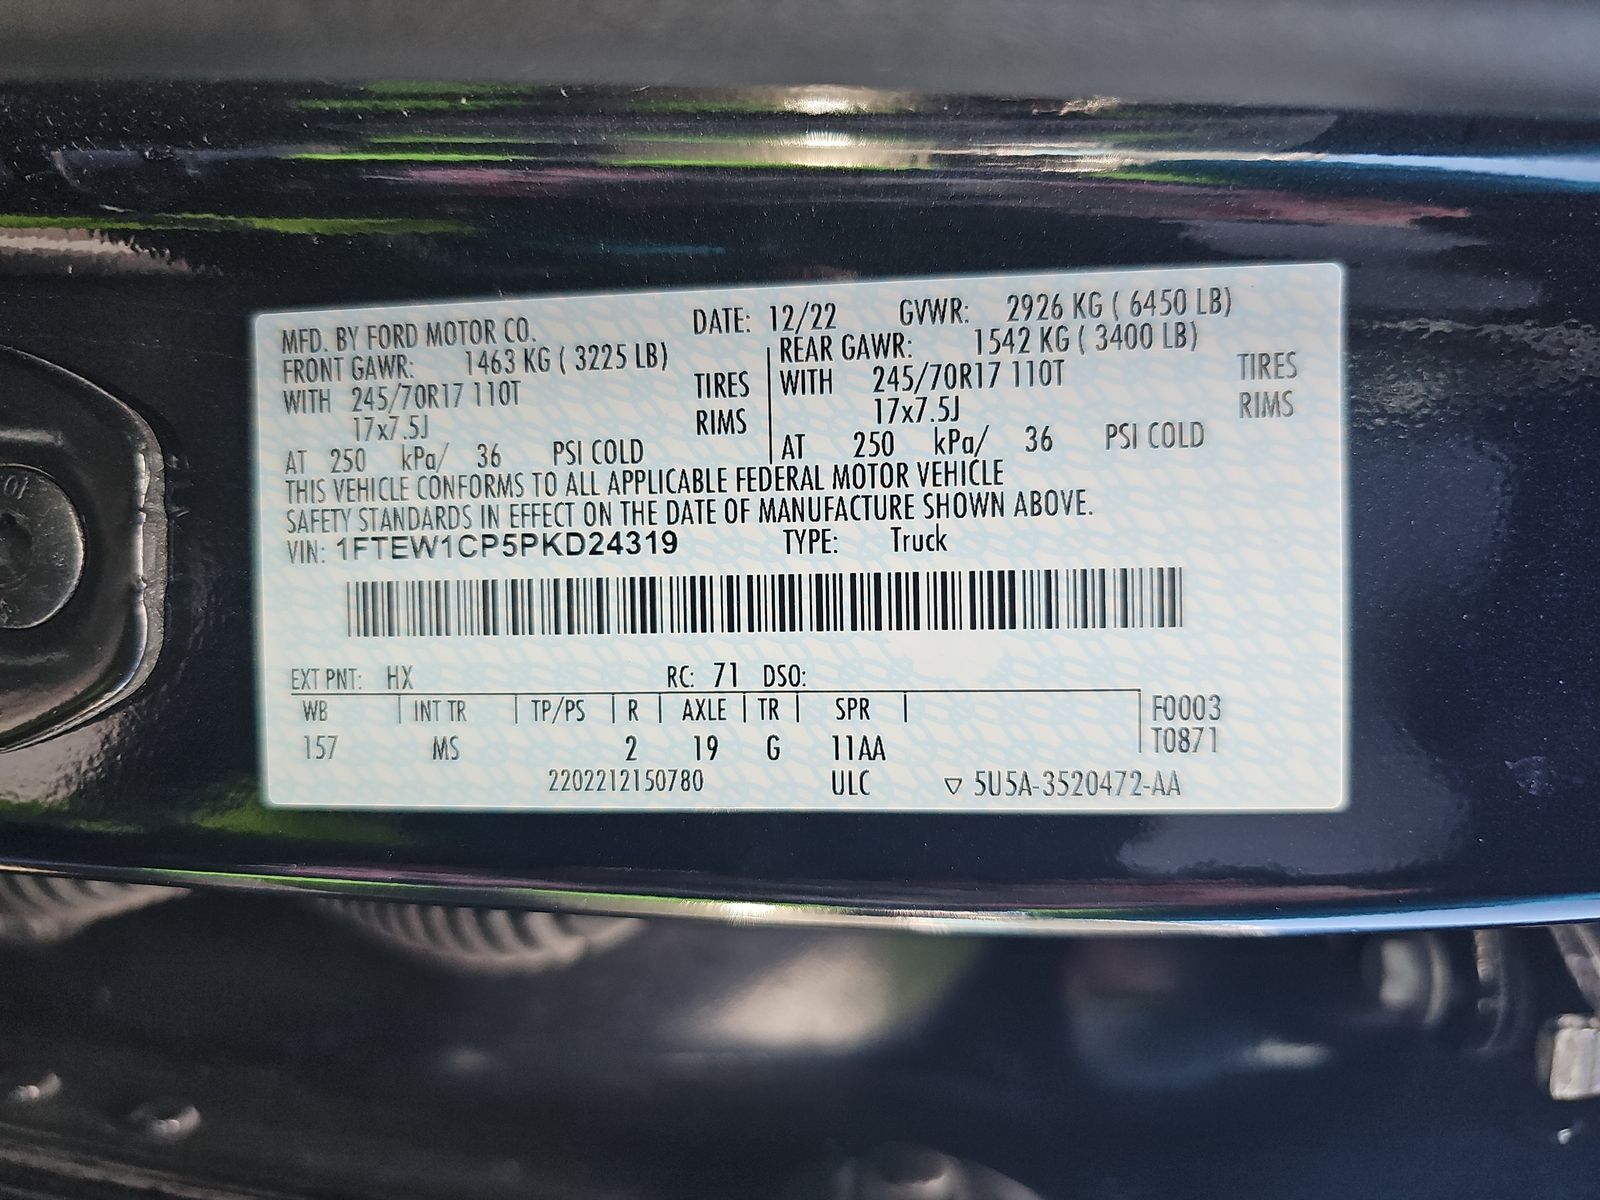 MFD. BY FORD MOTOR CO. DATE: 12/22 GVWR: 2926 KG ( 6450 LB)
FRONT GAWR: 1463 KG ( 3225 LB) REAR GAWR: 1542 KG ( 3400 LB)
WITH 245/70R17 110T TIRES WITH 245/70R17 110T TIRES
17x7.5J RIMS 17x7.5J RIMS
AT 250 kPa/ 36 PSI COLD AT 250 kPa/ 36 PSI COLD
THIS VEHICLE CONFORMS TO ALL APPLICABLE FEDERAL MOTOR VEHICLE
SAFETY STANDARDS IN EFFECT ON THE DATE OF MANUFACTURE SHOWN ABOVE.
VIN: 1FTEW1CP5PKD24319 TYPE: Truck
EXT PNT: HX RC: 71 DSO:
WB INT TR TP/PS R AXLE TR SPR F0003
157 MS 2 19 G 11AA T0871
2202212150780 ULC ▽ 5U5A-3520472-AA